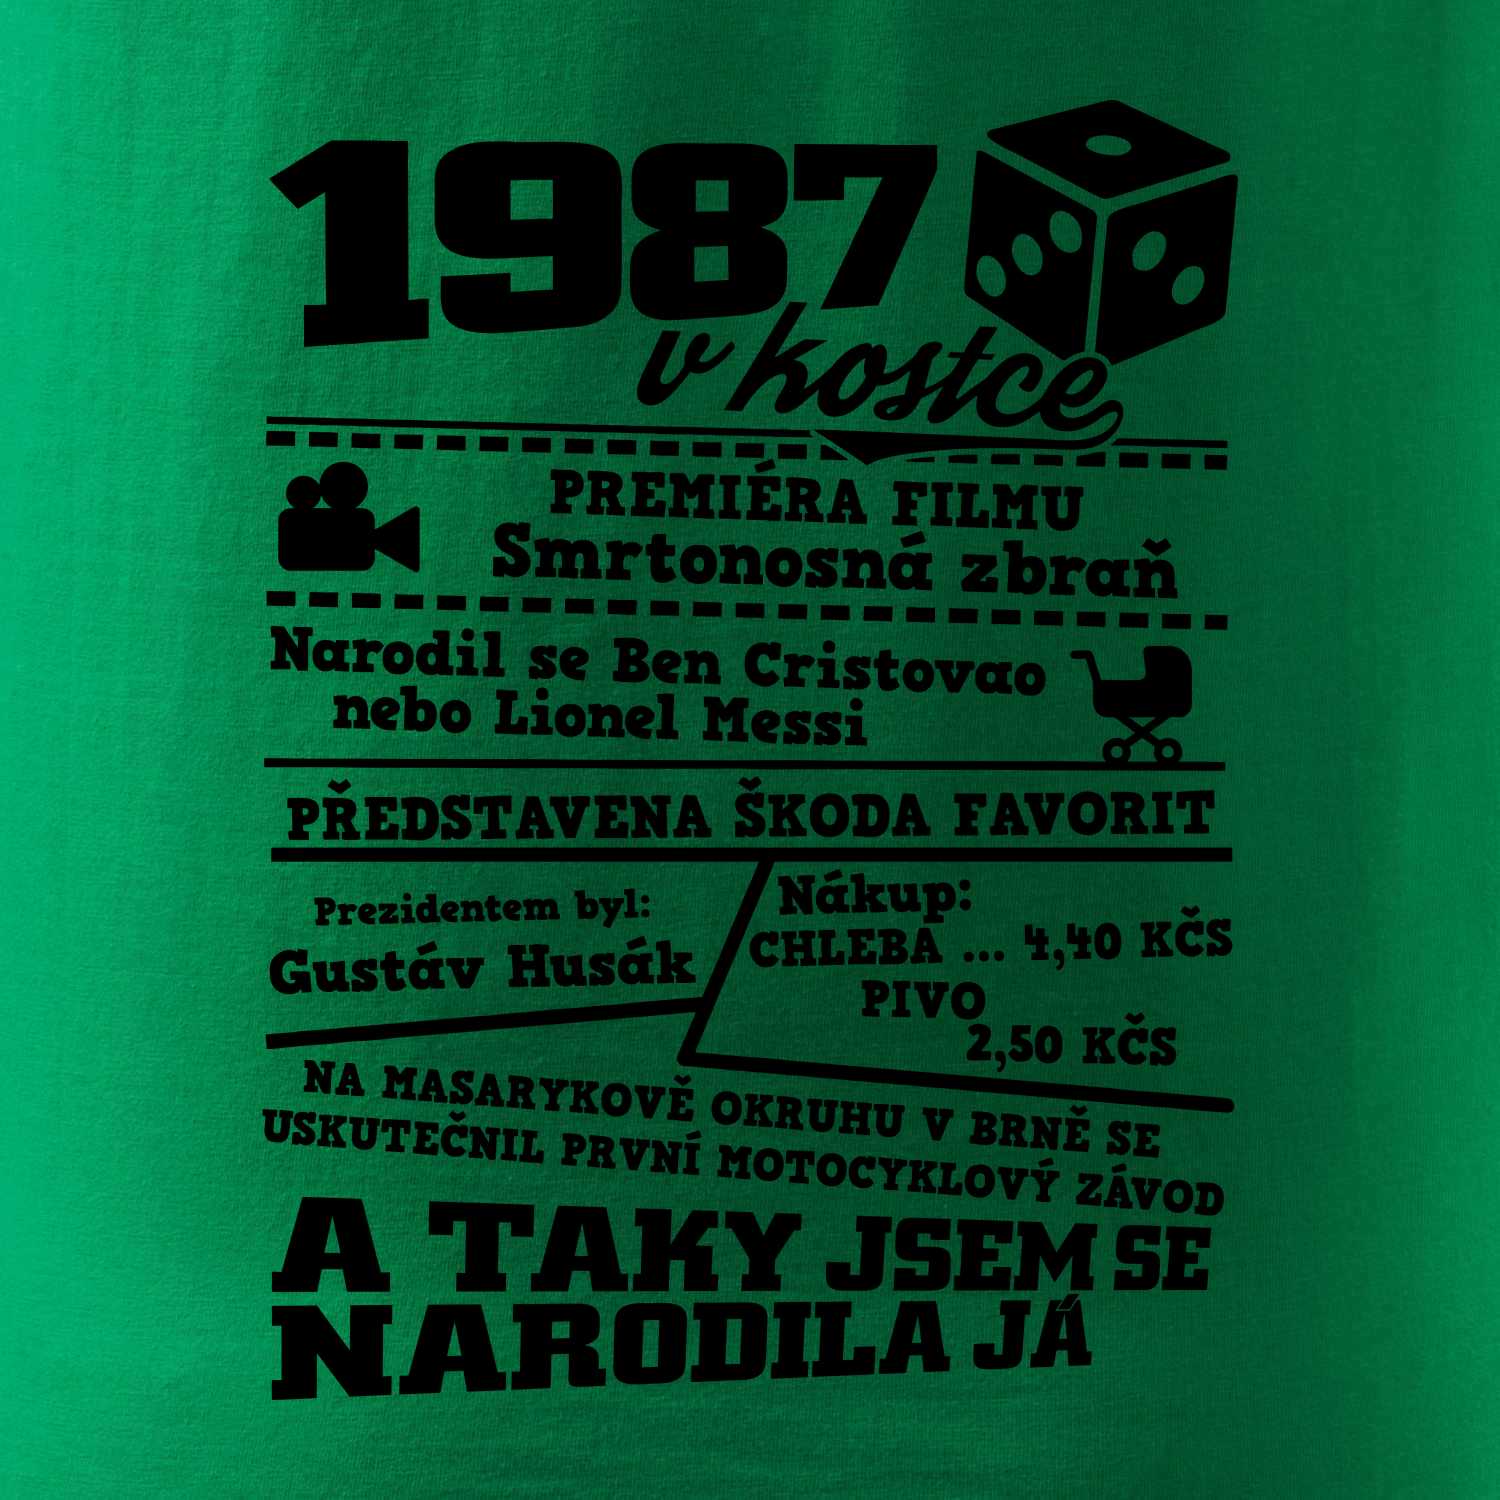 1987
v kostce
PREMIÉRA FILMU
Smrtonosná zbraň
Narodil se Ben Cristovao
nebo Lionel Messi
PŘEDSTAVENA ŠKODA FAVORIT
Prezidentem byl:
Gustáv Husák
Nákup:
CHLEBA ... 4,40 KČS
PIVO
2,50 KČS
NA MASARYKOVĚ OKRUHU V BRNĚ SE
USKUTEČNIL PRVNÍ MOTOCYKLOVÝ ZÁVOD
A TAKY JSEM SE
NARODILA JÁ